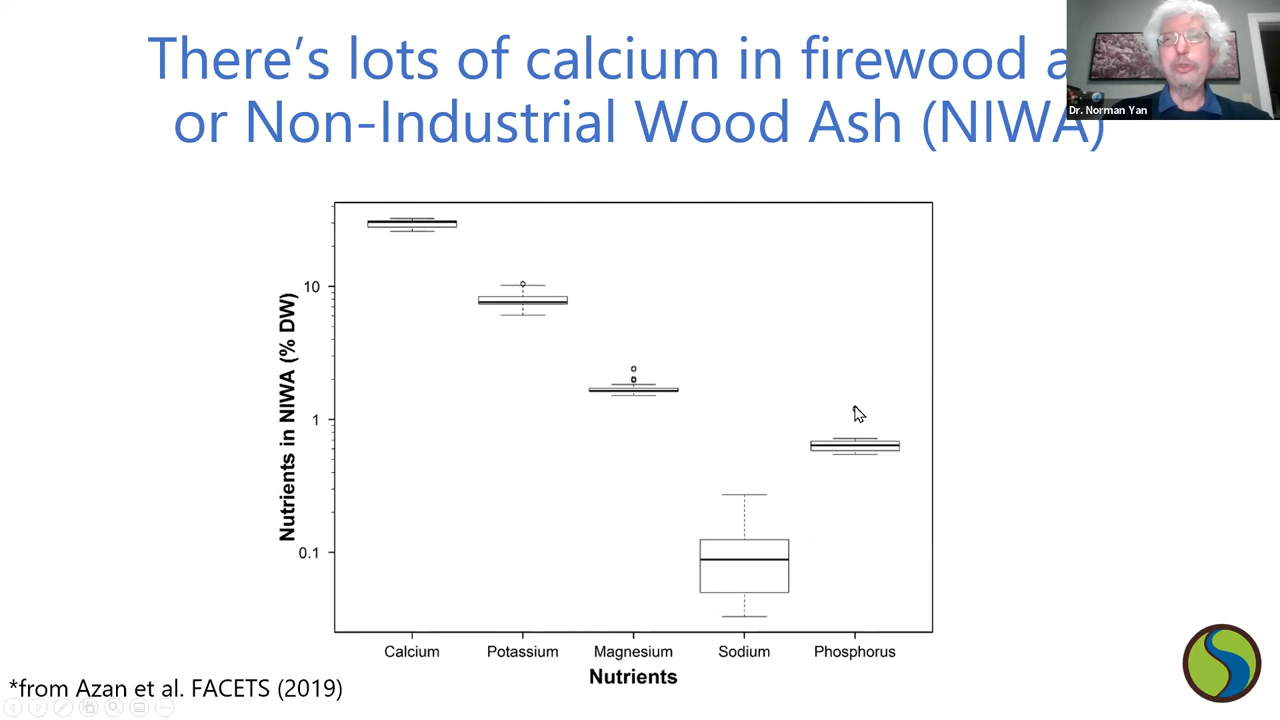 There's lots of calcium in firewood a
or Non-Industrial Wood Ash (NIWA)
Dr. Norman Yan
Nutrients in NIWA (% DW)
10
1
0.1
Calcium Potassium Magnesium Sodium Phosphorus
Nutrients
*from Azan et al. FACETS (2019)